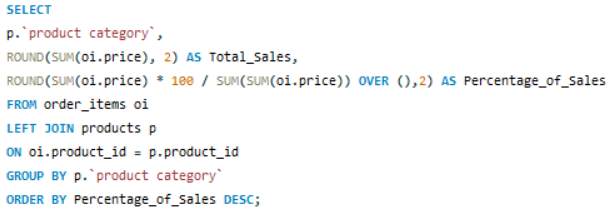 SELECT
p.`product category`,
ROUND(SUM(oi.price), 2) AS Total_Sales,
ROUND(SUM(oi.price) * 100 / SUM(SUM(oi.price)) OVER (),2) AS Percentage_of_Sales
FROM order_items oi
LEFT JOIN products p
ON oi.product_id = p.product_id
GROUP BY p.`product category`
ORDER BY Percentage_of_Sales DESC;